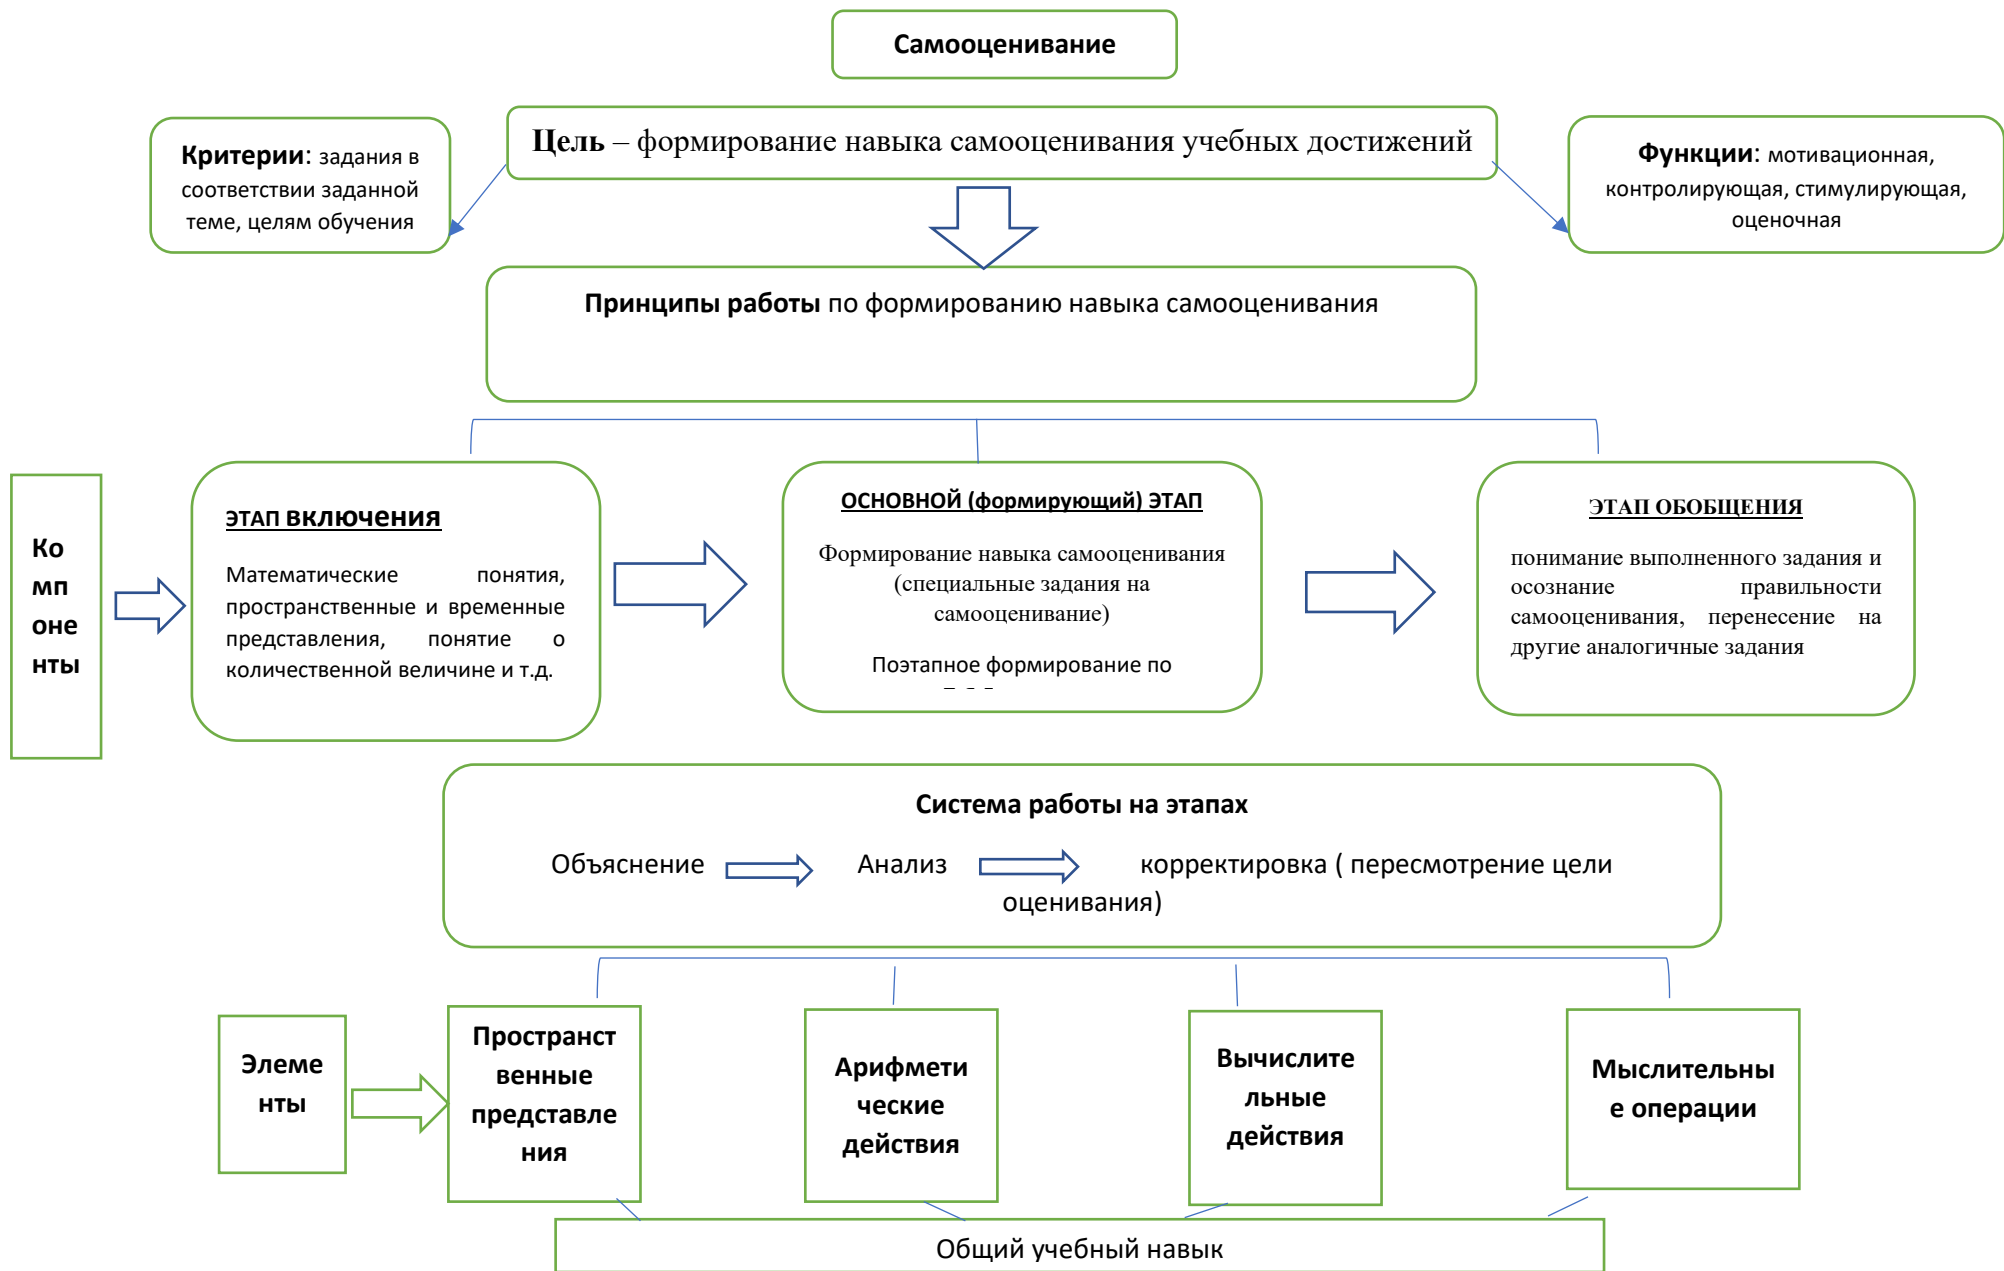 Самооценивание
Цель – формирование навыка самооценивания учебных достижений
Критерии: задания в
соответствии заданной
теме, целям обучения
Функции: мотивационная,
контролирующая, стимулирующая,
оценочная
Принципы работы по формированию навыка самооценивания
Ко
мп
оне
нты
ЭТАП включения
Математические понятия,
пространственные и временные
представления, понятие о
количественной величине и т.д.
ОСНОВНОЙ (формирующий) ЭТАП
Формирование навыка самооценивания
(специальные задания на
самооценивание)
Поэтапное формирование по
ЭТАП ОБОБЩЕНИЯ
понимание выполненного задания и
осознание правильности
самооценивания, перенесение на
другие аналогичные задания
Система работы на этапах
Объяснение Анализ корректировка ( пересмотрение цели
оценивания)
Элеме
нты
Пространст
венные
представле
ния
Арифмети
ческие
действия
Вычислите
льные
действия
Мыслительны
е операции
Общий учебный навык